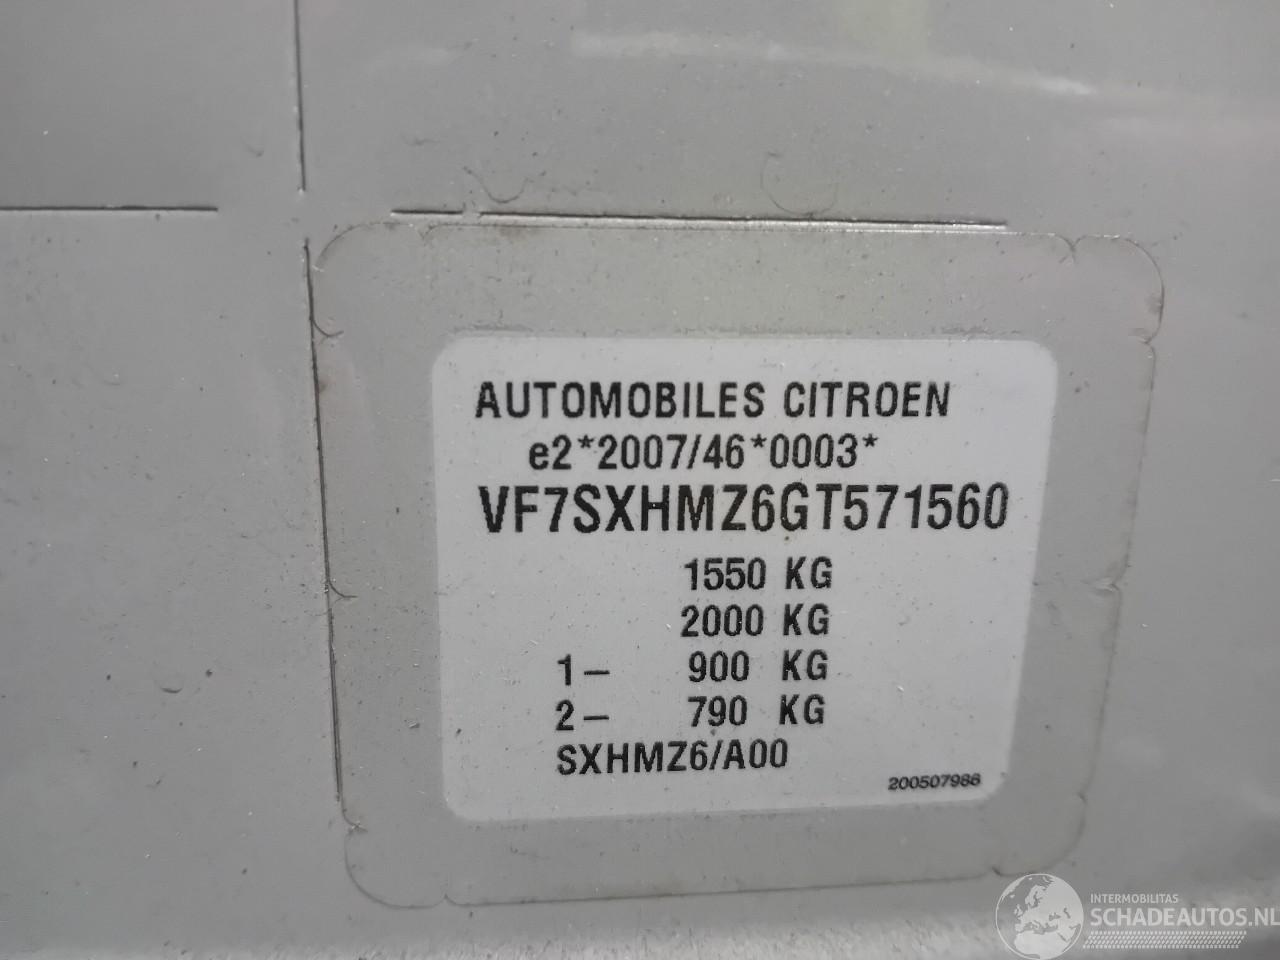 AUTOMOBILES CITROEN
e2*2007/46*0003*
VF7SXHMZ6GT571560
1550 KG
2000 KG
1– 900 KG
2– 790 KG
SXHMZ6/A00
200507986
INTERMOBILITAS
SCHADEAUTOS.NL